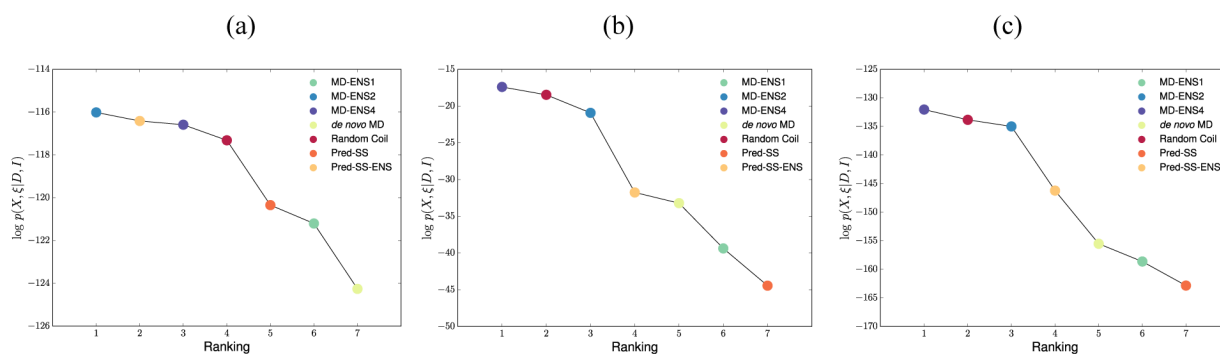 (a)
−114
−116
−118
−120
−122
−124
−126
log p(X, ξ|D, I)
1 2 3 4 5 6 7
Ranking
MD-ENS1
MD-ENS2
MD-ENS4
de novo MD
Random Coil
Pred-SS
Pred-SS-ENS
(b)
−15
−20
−25
−30
−35
−40
−45
−50
log p(X, ξ|D, I)
1 2 3 4 5 6 7
Ranking
MD-ENS1
MD-ENS2
MD-ENS4
de novo MD
Random Coil
Pred-SS
Pred-SS-ENS
(c)
−125
−130
−135
−140
−145
−150
−155
−160
−165
−170
log p(X, ξ|D, I)
1 2 3 4 5 6 7
Ranking
MD-ENS1
MD-ENS2
MD-ENS4
de novo MD
Random Coil
Pred-SS
Pred-SS-ENS